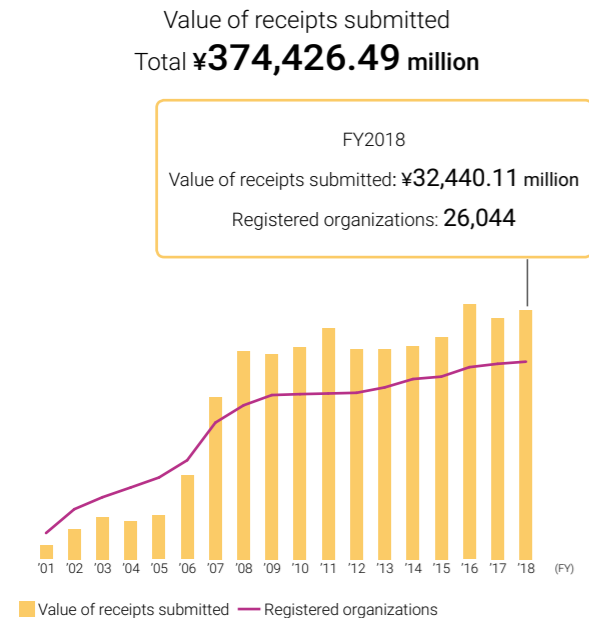 Value of receipts submitted
Total ¥374,426.49 million
FY2018
Value of receipts submitted: ¥32,440.11 million
Registered organizations: 26,044
’01 ’02 ’03 ’04 ’05 ’06 ’07 ’08 ’09 ’10 ’11 ’12 ’13 ’14 ’15 ’16 ’17 ’18 (FY)
Value of receipts submitted Registered organizations